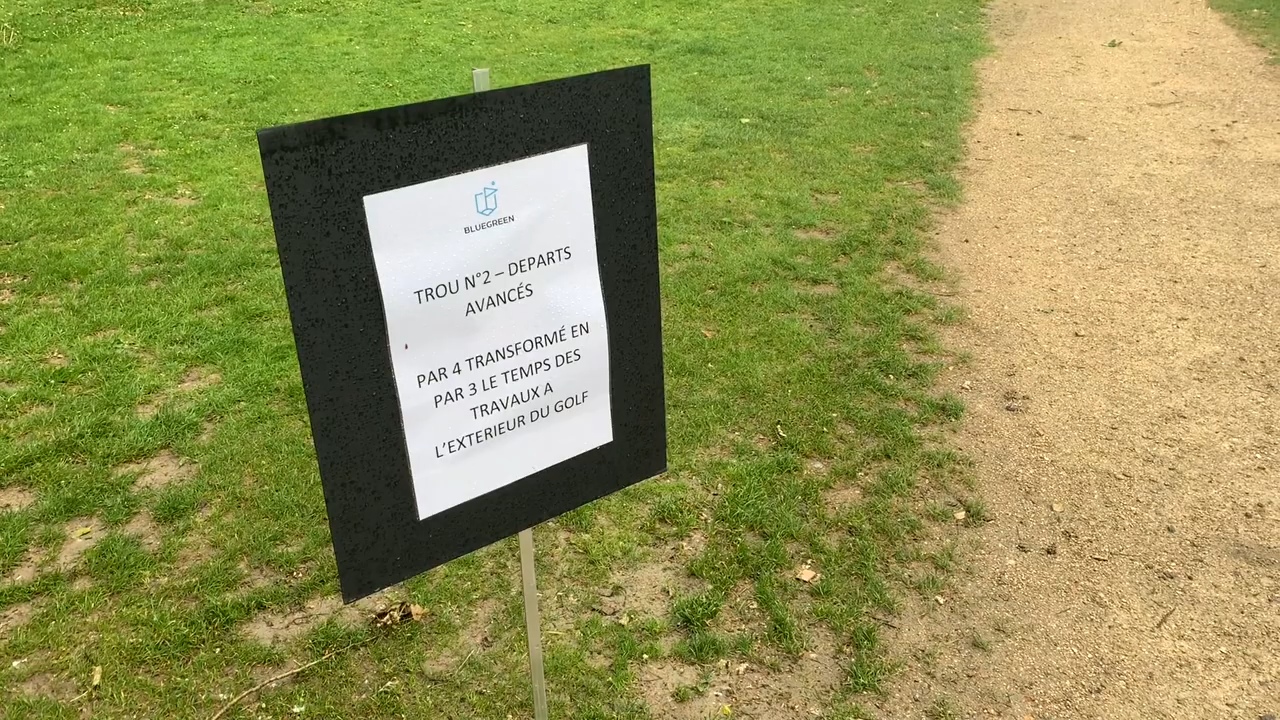 BLUEGREEN
TROU N°2 – DEPARTS
AVANCÉS
PAR 4 TRANSFORMÉ EN
PAR 3 LE TEMPS DES
TRAVAUX A
L'EXTERIEUR DU GOLF